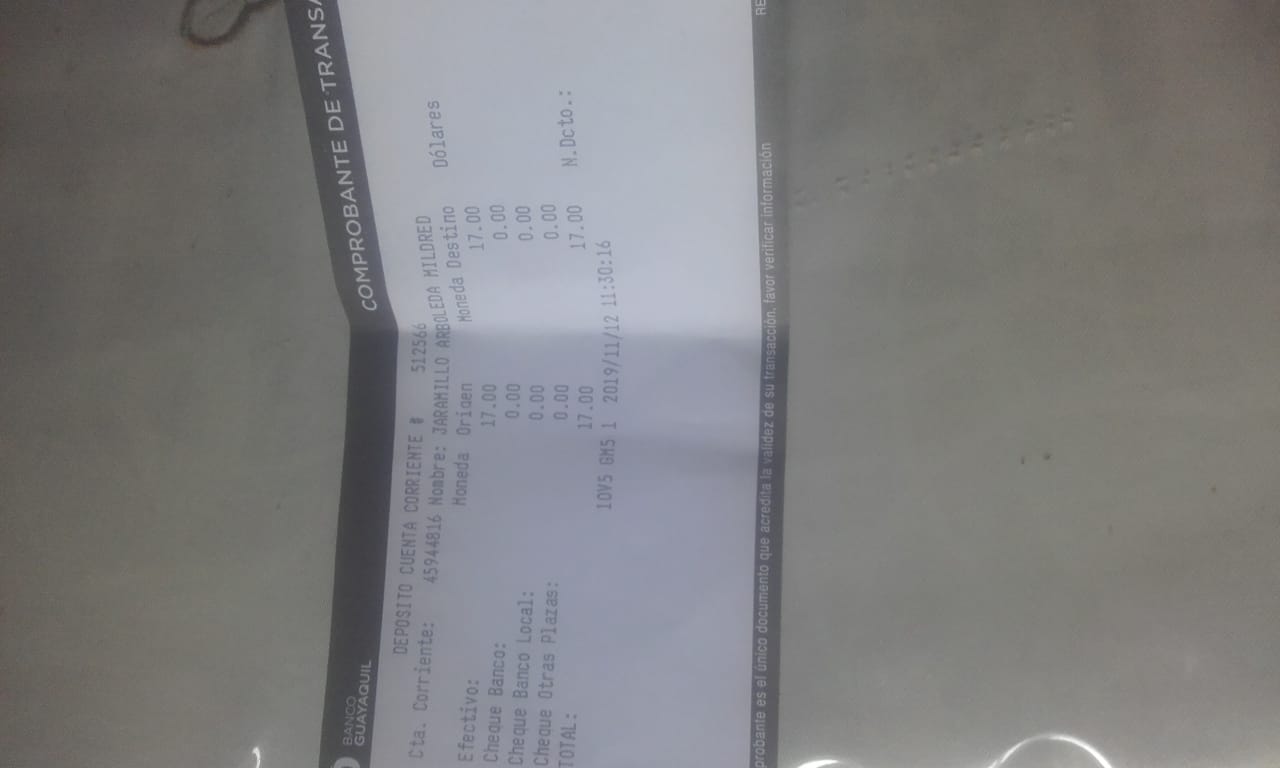 BANCO
GUAYAQUIL
COMPROBANTE DE TRANSA
DEPOSITO CUENTA CORRIENTE # 512566
Cta. Corriente: 45944816 Nombre: JARAMILLO ARBOLEDA MILDRED
Moneda Origen Moneda Destino Dólares
Efectivo: 17.00 17.00
Cheque Banco: 0.00 0.00
Cheque Banco Local: 0.00 0.00
Cheque Otras Plazas: 0.00 0.00
TOTAL: 17.00 17.00 N.Dcto.:
IOV5 GM5 1 2019/11/12 11:30:16
probante es el único documento que acredita la validez de su transacción, favor verificar información
RE